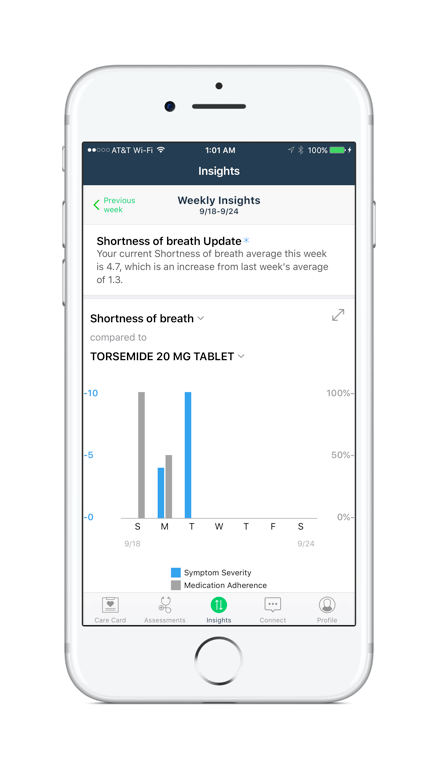 AT&T Wi-Fi 1:01 AM 100%
Insights
Previous week
Weekly Insights
9/18-9/24
Shortness of breath Update*
Your current Shortness of breath average this week
is 4.7, which is an increase from last week's average
of 1.3.
Shortness of breath
compared to
TORSEMIDE 20 MG TABLET
-10 100%-
-5 50%-
-0 0%-
S M T W T F S
9/18 9/24
Symptom Severity
Medication Adherence
Care Card Assessments Insights Connect Profile